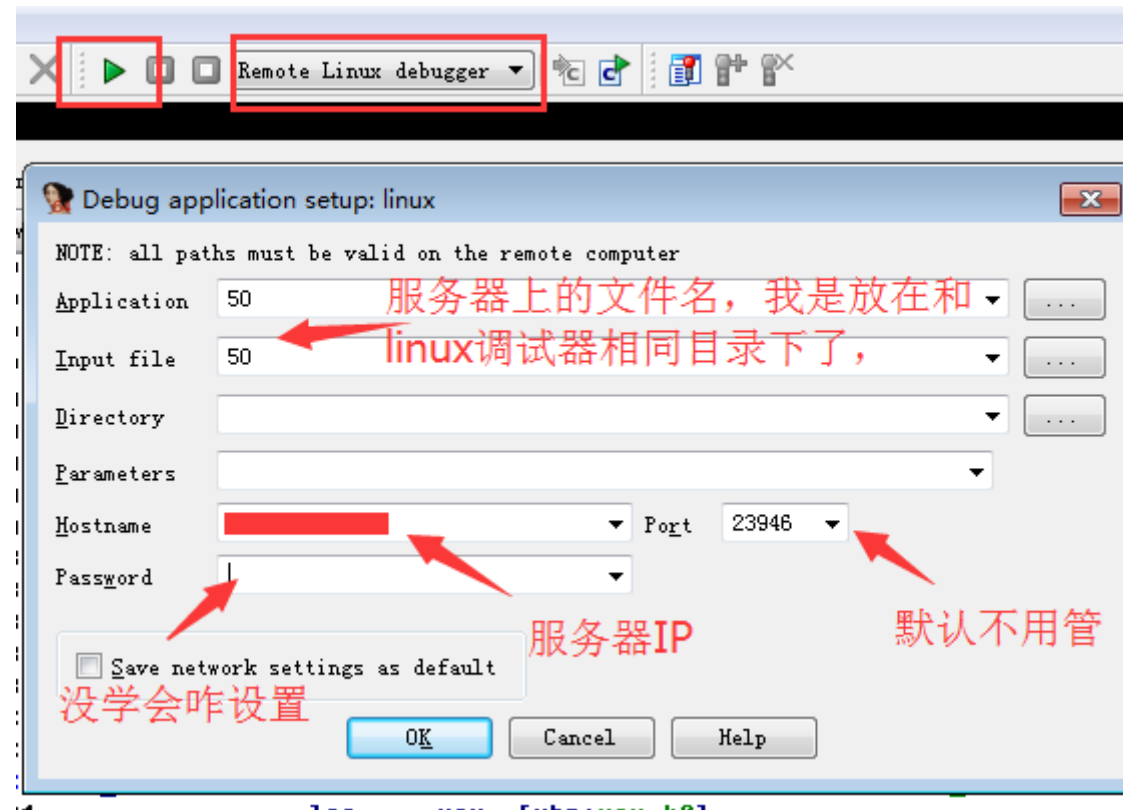 Remote Linux debugger
Debug application setup: linux
NOTE: all paths must be valid on the remote computer
Application 50 ...
服务器上的文件名，我是放在和
Input file 50 ...
linux调试器相同目录下了，
Directory ...
Parameters
Hostname Port 23946
Password
服务器IP
默认不用管
Save network settings as default
没学会咋设置
OK Cancel Help